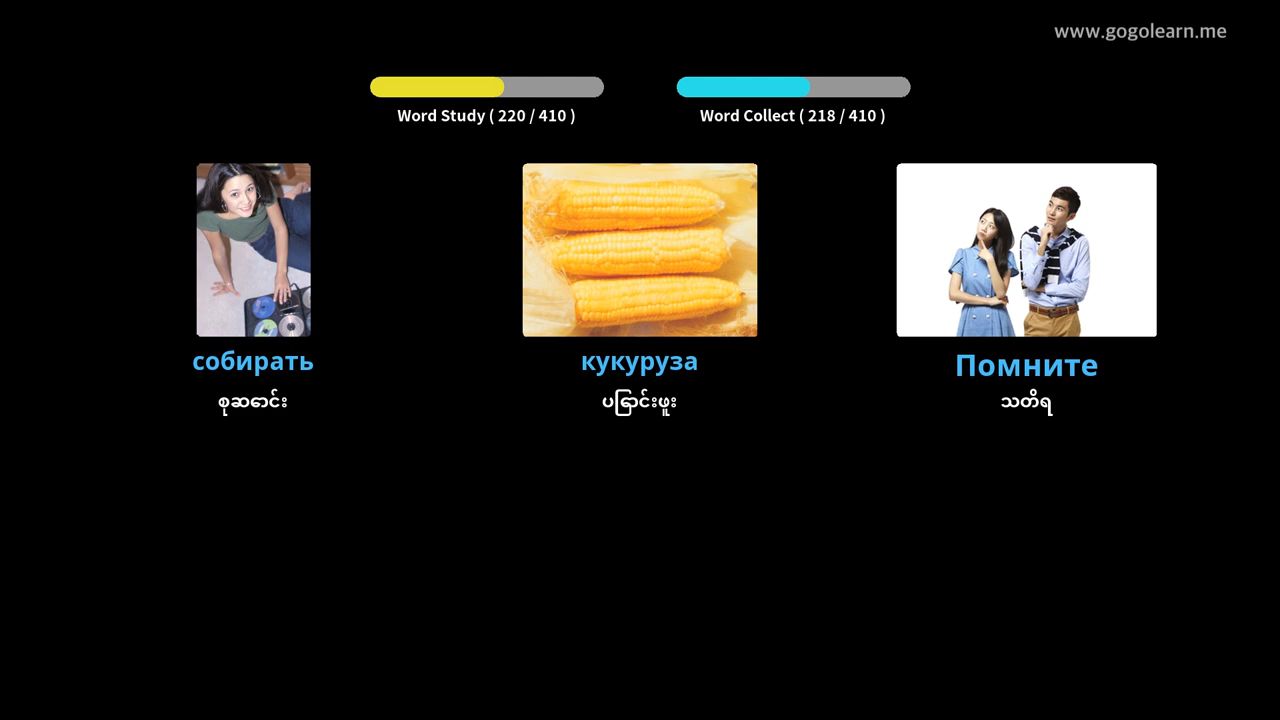 www.gogolearn.me
Word Study ( 220 / 410 )
Word Collect ( 218 / 410 )
собирать
кукуруза
Помните
စုဆောင်း
ပြောင်းဖူး
သတိရ